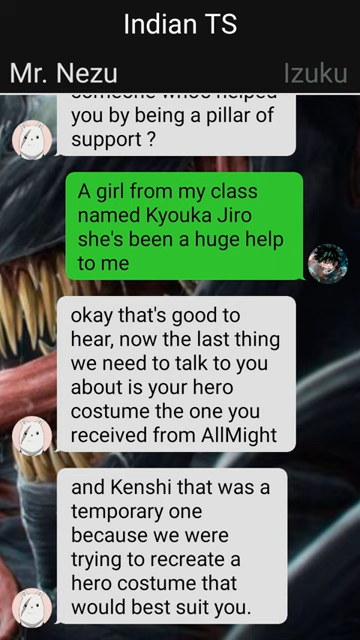 Indian TS
Mr. Nezu
Izuku
someone who's helped
you by being a pillar of
support ?
A girl from my class
named Kyouka Jiro
she's been a huge help
to me
okay that's good to
hear, now the last thing
we need to talk to you
about is your hero
costume the one you
received from AllMight
and Kenshi that was a
temporary one
because we were
trying to recreate a
hero costume that
would best suit you.